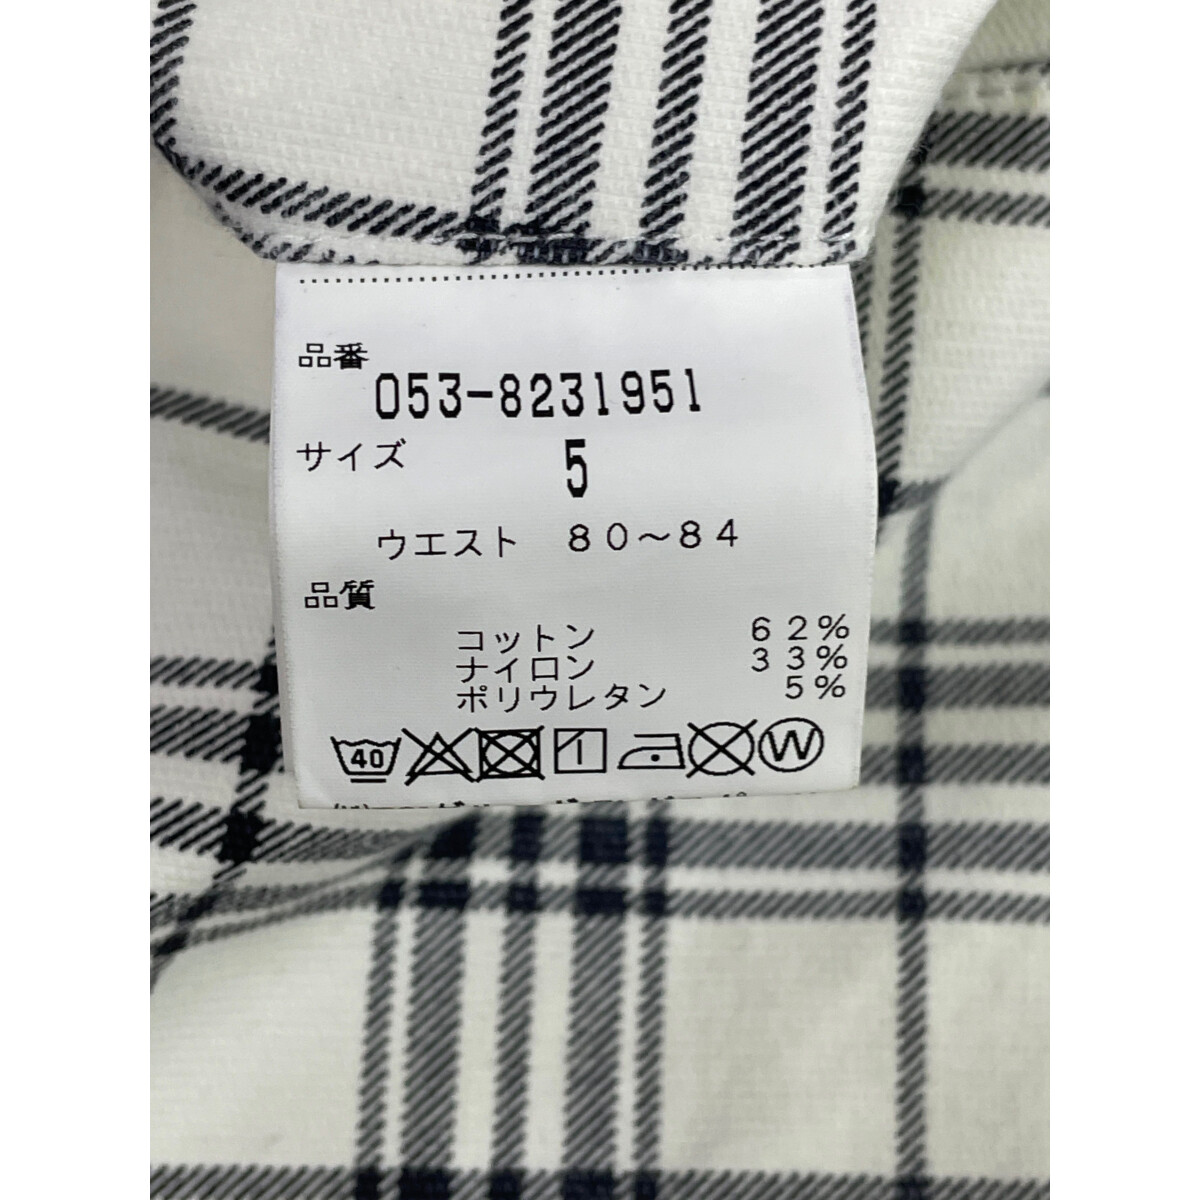 品番
053-8231951
サイズ 5
ウエスト 80～84
品質
コットン 62%
ナイロン 33%
ポリウレタン 5%
40 W